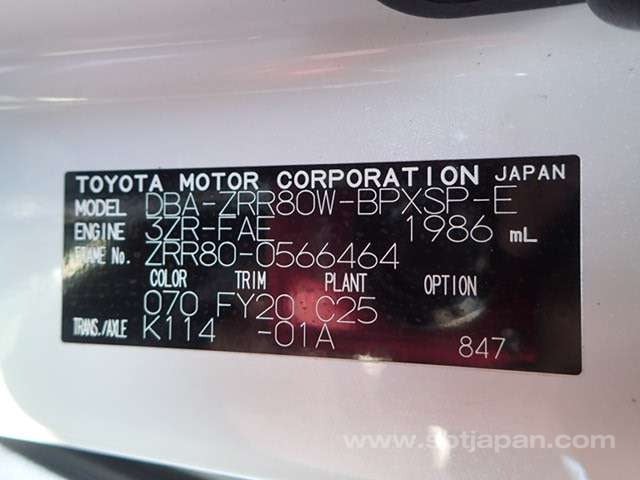 TOYOTA MOTOR CORPORATION JAPAN
MODEL DBA-ZRR80W-BPXSP-E
ENGINE 3ZR-FAE 1986 mL
FRAME No. ZRR80-0566464
COLOR TRIM PLANT OPTION
070 FY20 C25
TRANS./AXLE K114 -01A 847
www.sbtjapan.com